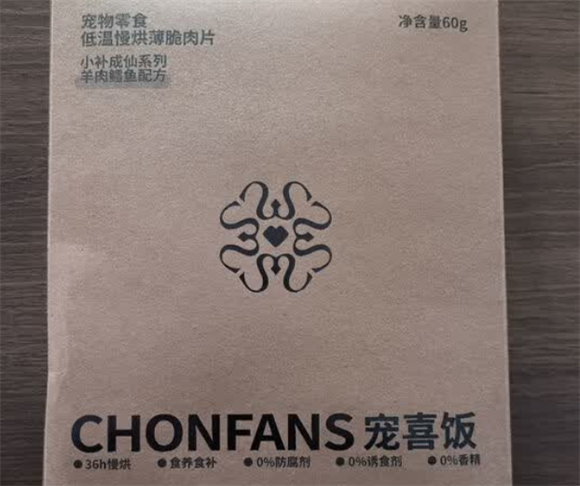 宠物零食
净含量60g
低温慢烘薄脆肉片
小补成仙系列
羊肉鳕鱼配方
CHONFANS 宠喜饭
●36h慢烘 ●食养食补 ●0%防腐剂 ●0%诱食剂 ●0%香精